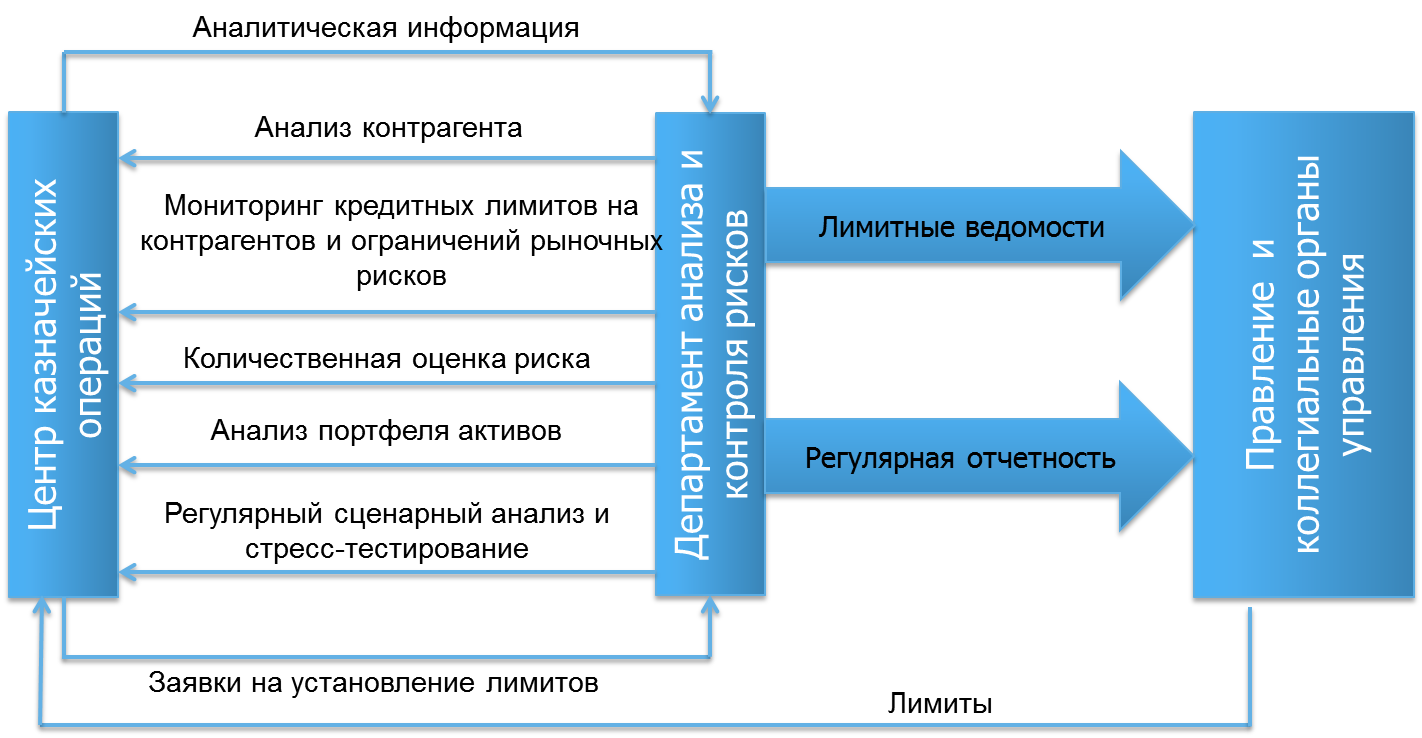 Аналитическая информация
Анализ контрагента
Мониторинг кредитных лимитов на
контрагентов и ограничений рыночных
рисков
Количественная оценка риска
Анализ портфеля активов
Регулярный сценарный анализ и
стресс-тестирование
Заявки на установление лимитов
Центр казначейских
операций
Департамент анализа и
контроля рисков
Лимитные ведомости
Регулярная отчетность
Правление и
коллегиальные органы
управления
Лимиты